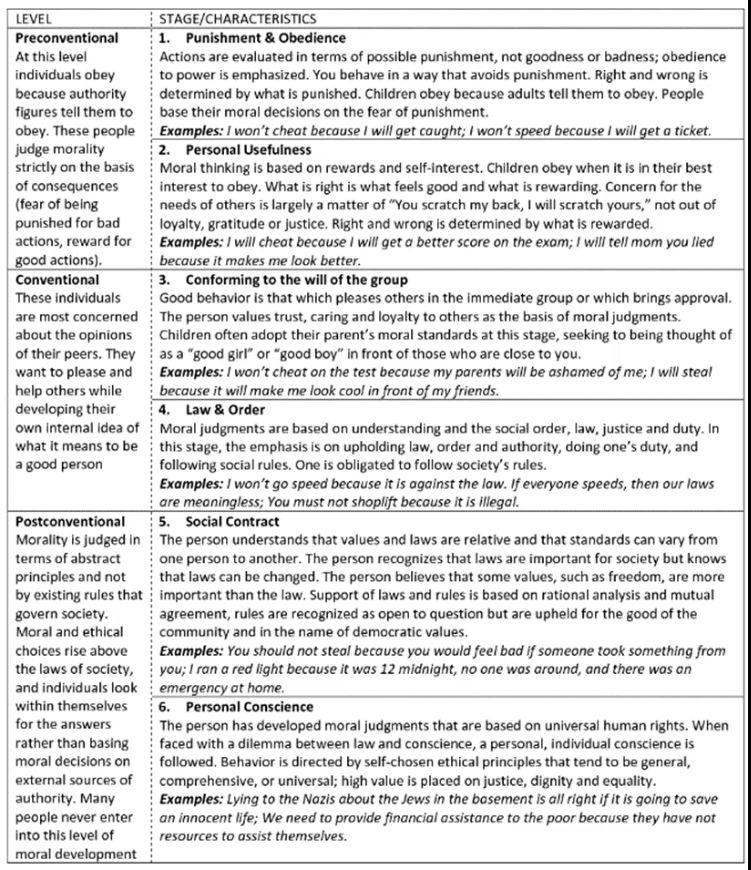 LEVEL
STAGE/CHARACTERISTICS
Preconventional
At this level
individuals obey
because authority
figures tell them to
obey. These people
judge morality
strictly on the basis
of consequences
(fear of being
punished for bad
actions, reward for
good actions).
1. Punishment & Obedience
Actions are evaluated in terms of possible punishment, not goodness or badness; obedience
to power is emphasized. You behave in a way that avoids punishment. Right and wrong is
determined by what is punished. Children obey because adults tell them to obey. People
base their moral decisions on the fear of punishment.
Examples: I won't cheat because I will get caught; I won't speed because I will get a ticket.
2. Personal Usefulness
Moral thinking is based on rewards and self-interest. Children obey when it is in their best
interest to obey. What is right is what feels good and what is rewarding. Concern for the
needs of others is largely a matter of "You scratch my back, I will scratch yours," not out of
loyalty, gratitude or justice. Right and wrong is determined by what is rewarded.
Examples: I will cheat because I will get a better score on the exam; I will tell mom you lied
because it makes me look better.
Conventional
These individuals
are most concerned
about the opinions
of their peers. They
want to please and
help others while
developing their
own internal idea of
what it means to be
a good person
3. Conforming to the will of the group
Good behavior is that which pleases others in the immediate group or which brings approval.
The person values trust, caring and loyalty to others as the basis of moral judgments.
Children often adopt their parent's moral standards at this stage, seeking to being thought of
as a "good girl" or "good boy" in front of those who are close to you.
Examples: I won't cheat on the test because my parents will be ashamed of me; I will steal
because it will make me look cool in front of my friends.
4. Law & Order
Moral judgments are based on understanding and the social order, law, justice and duty. In
this stage, the emphasis is on upholding law, order and authority, doing one's duty, and
following social rules. One is obligated to follow society's rules.
Examples: I won't go speed because it is against the law. If everyone speeds, then our laws
are meaningless; You must not shoplift because it is illegal.
Postconventional
Morality is judged in
terms of abstract
principles and not
by existing rules that
govern society.
Moral and ethical
choices rise above
the laws of society,
and individuals look
within themselves
for the answers
rather than basing
moral decisions on
external sources of
authority. Many
people never enter
into this level of
moral development
5. Social Contract
The person understands that values and laws are relative and that standards can vary from
one person to another. The person recognizes that laws are important for society but knows
that laws can be changed. The person believes that some values, such as freedom, are more
important than the law. Support of laws and rules is based on rational analysis and mutual
agreement, rules are recognized as open to question but are upheld for the good of the
community and in the name of democratic values.
Examples: You should not steal because you would feel bad if someone took something from
you; I ran a red light because it was 12 midnight, no one was around, and there was an
emergency at home.
6. Personal Conscience
The person has developed moral judgments that are based on universal human rights. When
faced with a dilemma between law and conscience, a personal, individual conscience is
followed. Behavior is directed by self-chosen ethical principles that tend to be general,
comprehensive, or universal; high value is placed on justice, dignity and equality.
Examples: Lying to the Nazis about the Jews in the basement is all right if it is going to save
an innocent life; We need to provide financial assistance to the poor because they have not
resources to assist themselves.